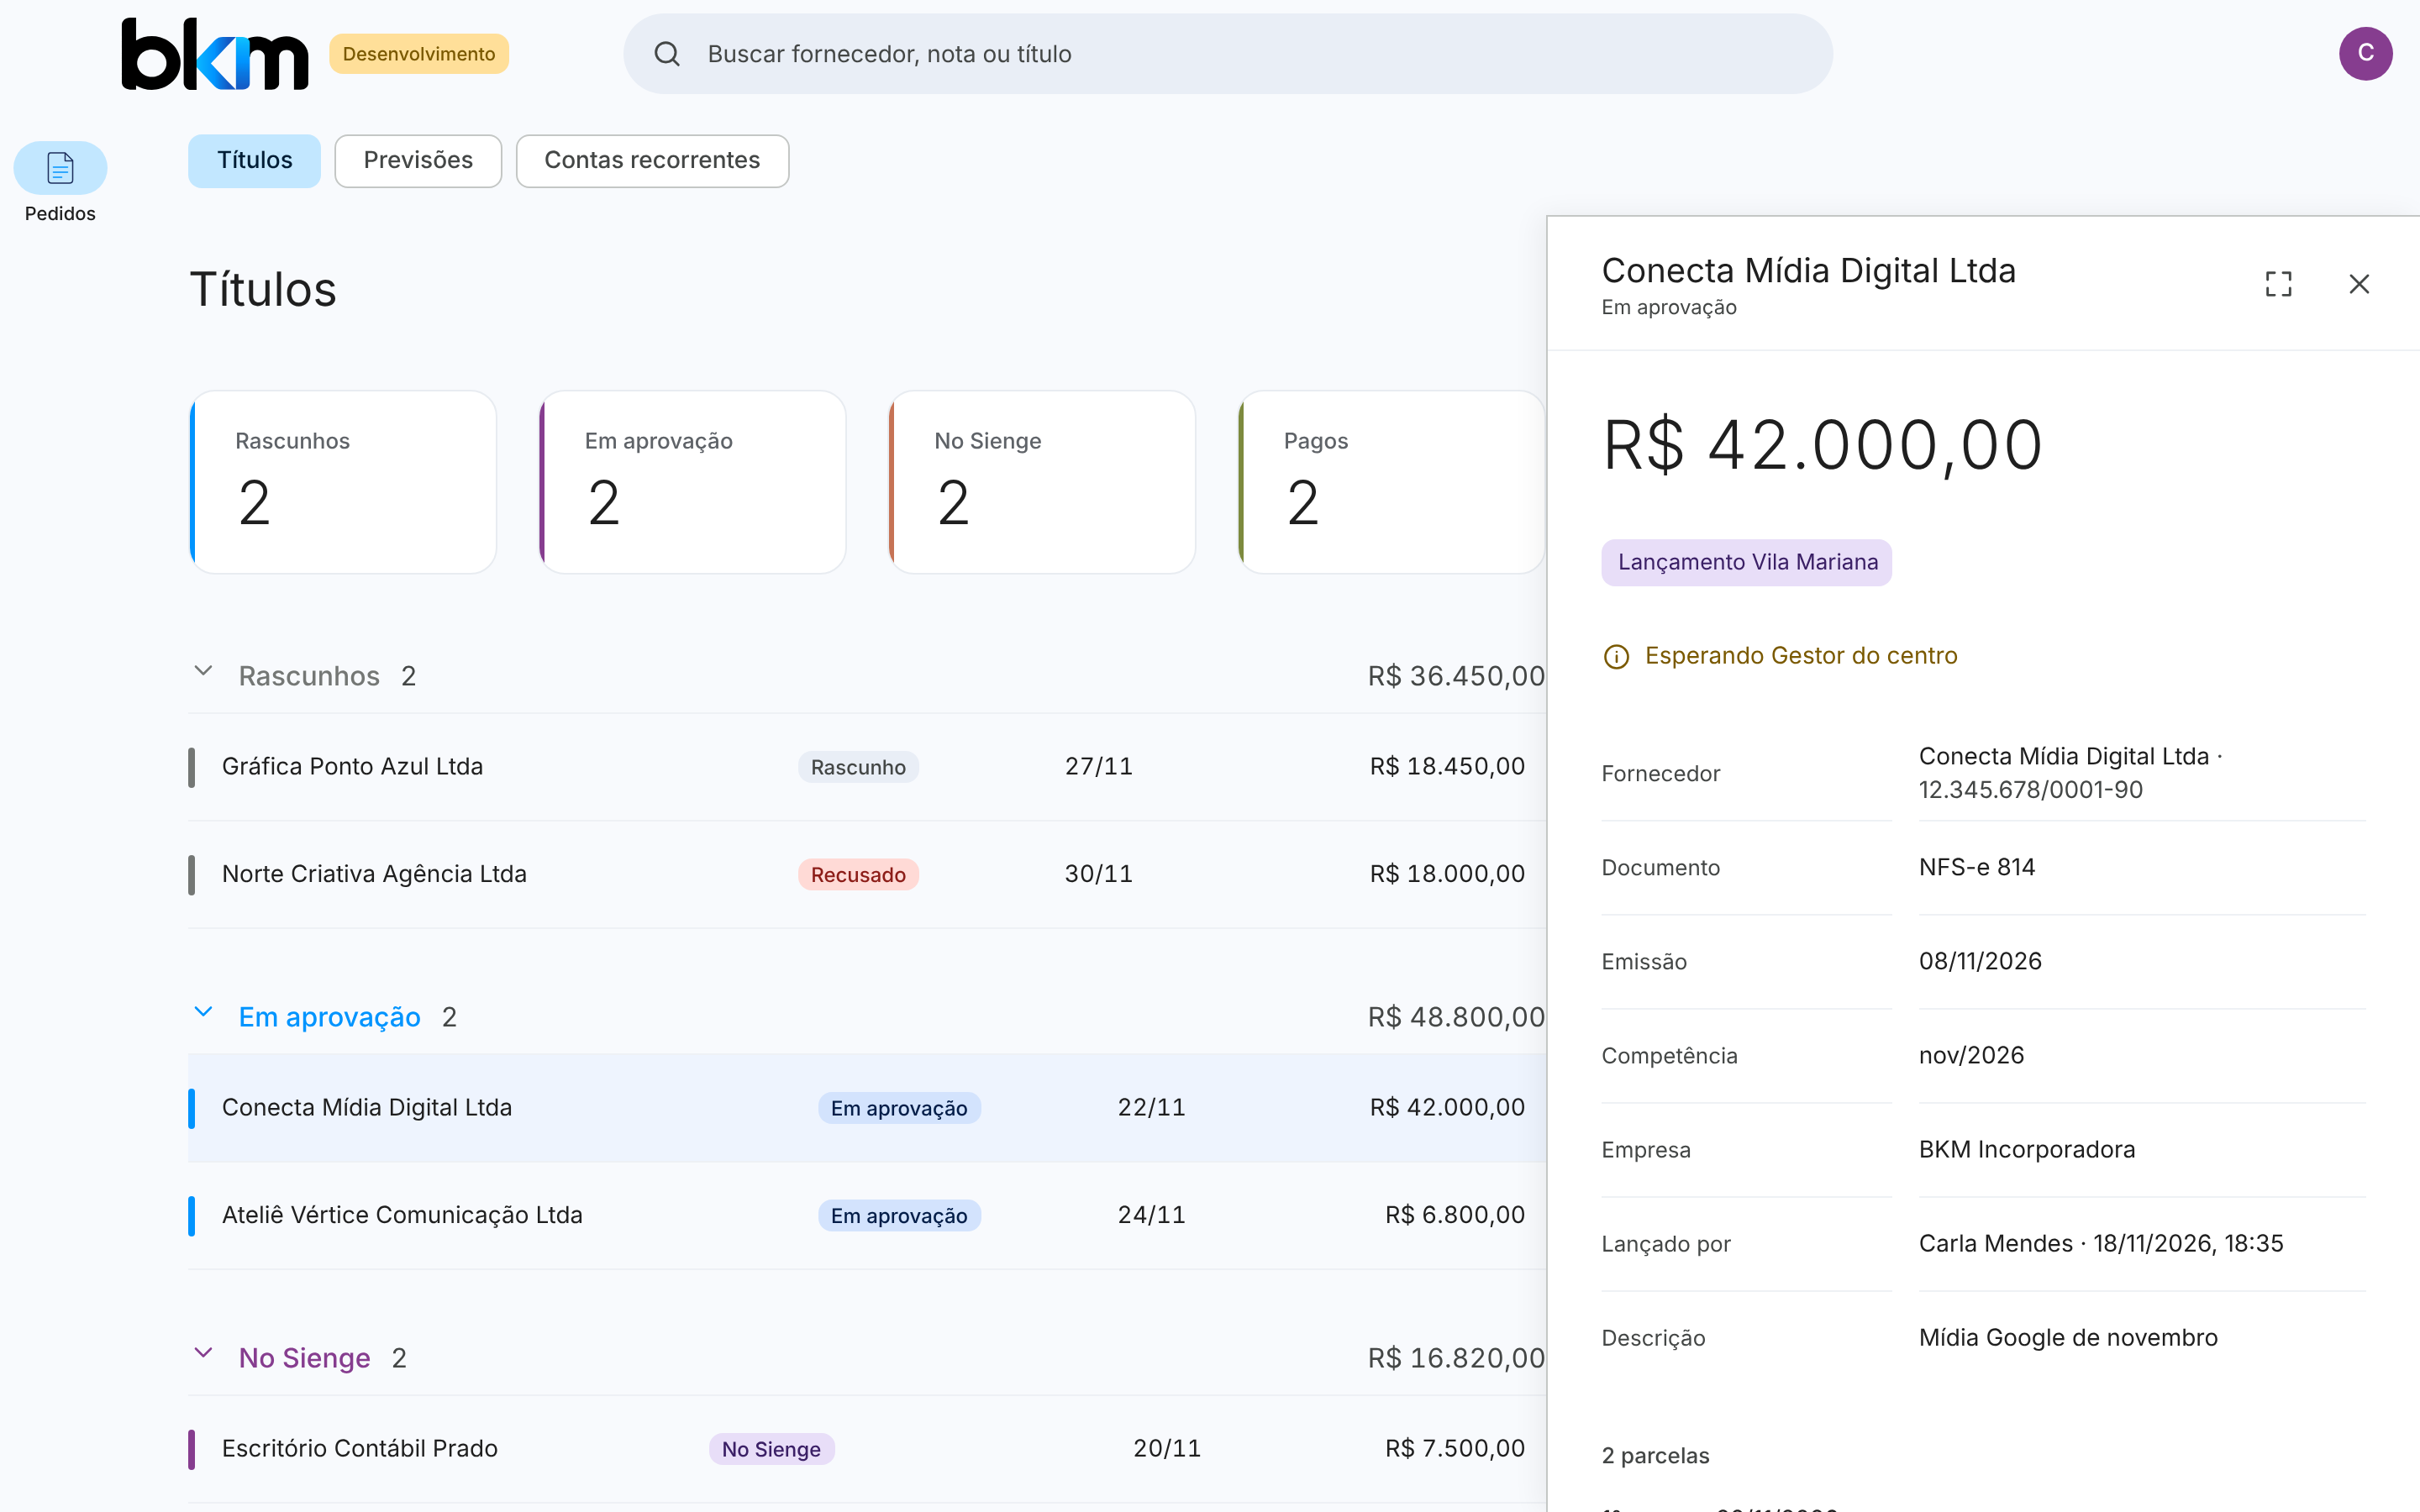 bkm
Desenvolvimento
Buscar fornecedor, nota ou título
C
Pedidos
Títulos
Previsões
Contas recorrentes
Títulos
Rascunhos
2
Em aprovação
2
No Sienge
2
Pagos
2
Rascunhos 2 R$ 36.450,00
Gráfica Ponto Azul Ltda Rascunho 27/11 R$ 18.450,00
Norte Criativa Agência Ltda Recusado 30/11 R$ 18.000,00
Em aprovação 2 R$ 48.800,00
Conecta Mídia Digital Ltda Em aprovação 22/11 R$ 42.000,00
Ateliê Vértice Comunicação Ltda Em aprovação 24/11 R$ 6.800,00
No Sienge 2 R$ 16.820,00
Escritório Contábil Prado No Sienge 20/11 R$ 7.500,00
Conecta Mídia Digital Ltda
Em aprovação
R$ 42.000,00
Lançamento Vila Mariana
Esperando Gestor do centro
Fornecedor Conecta Mídia Digital Ltda ·
12.345.678/0001-90
Documento NFS-e 814
Emissão 08/11/2026
Competência nov/2026
Empresa BKM Incorporadora
Lançado por Carla Mendes · 18/11/2026, 18:35
Descrição Mídia Google de novembro
2 parcelas